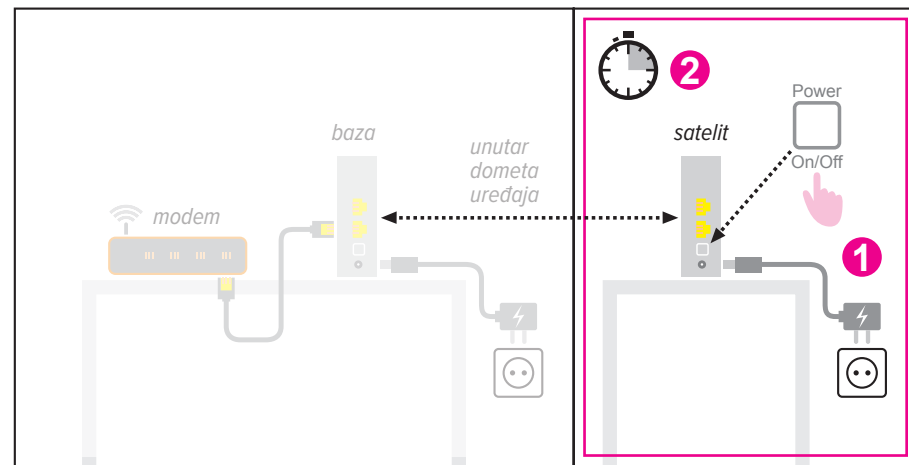 2
Power
baza
satelit
unutar
dometa
uređaja
On/Off
modem
1